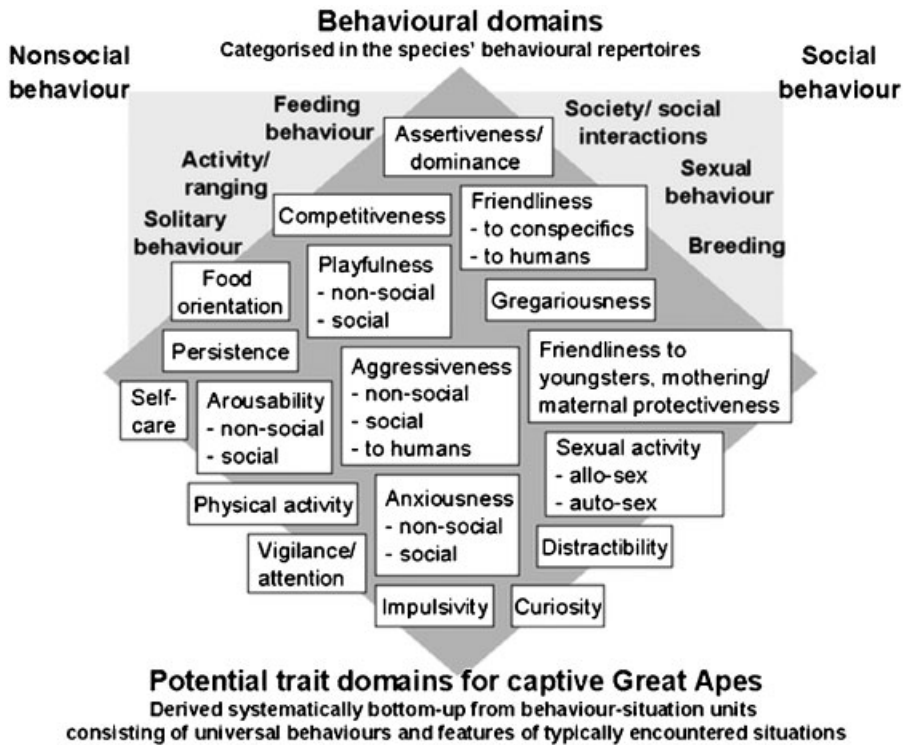 Behavioural domains
Categorised in the species' behavioural repertoires
Nonsocial
behaviour
Social
behaviour
Feeding
behaviour
Society/ social
interactions
Assertiveness/
dominance
Activity/
ranging
Sexual
behaviour
Solitary
behaviour
Breeding
Competitiveness
Friendliness
- to conspecifics
- to humans
Food
orientation
Playfulness
- non-social
- social
Gregariousness
Persistence
Aggressiveness
- non-social
- social
- to humans
Friendliness to
youngsters, mothering/
maternal protectiveness
Self-
care
Arousability
- non-social
- social
Sexual activity
- allo-sex
- auto-sex
Physical activity
Anxiousness
- non-social
- social
Vigilance/
attention
Distractibility
Impulsivity
Curiosity
Potential trait domains for captive Great Apes
Derived systematically bottom-up from behaviour-situation units
consisting of universal behaviours and features of typically encountered situations